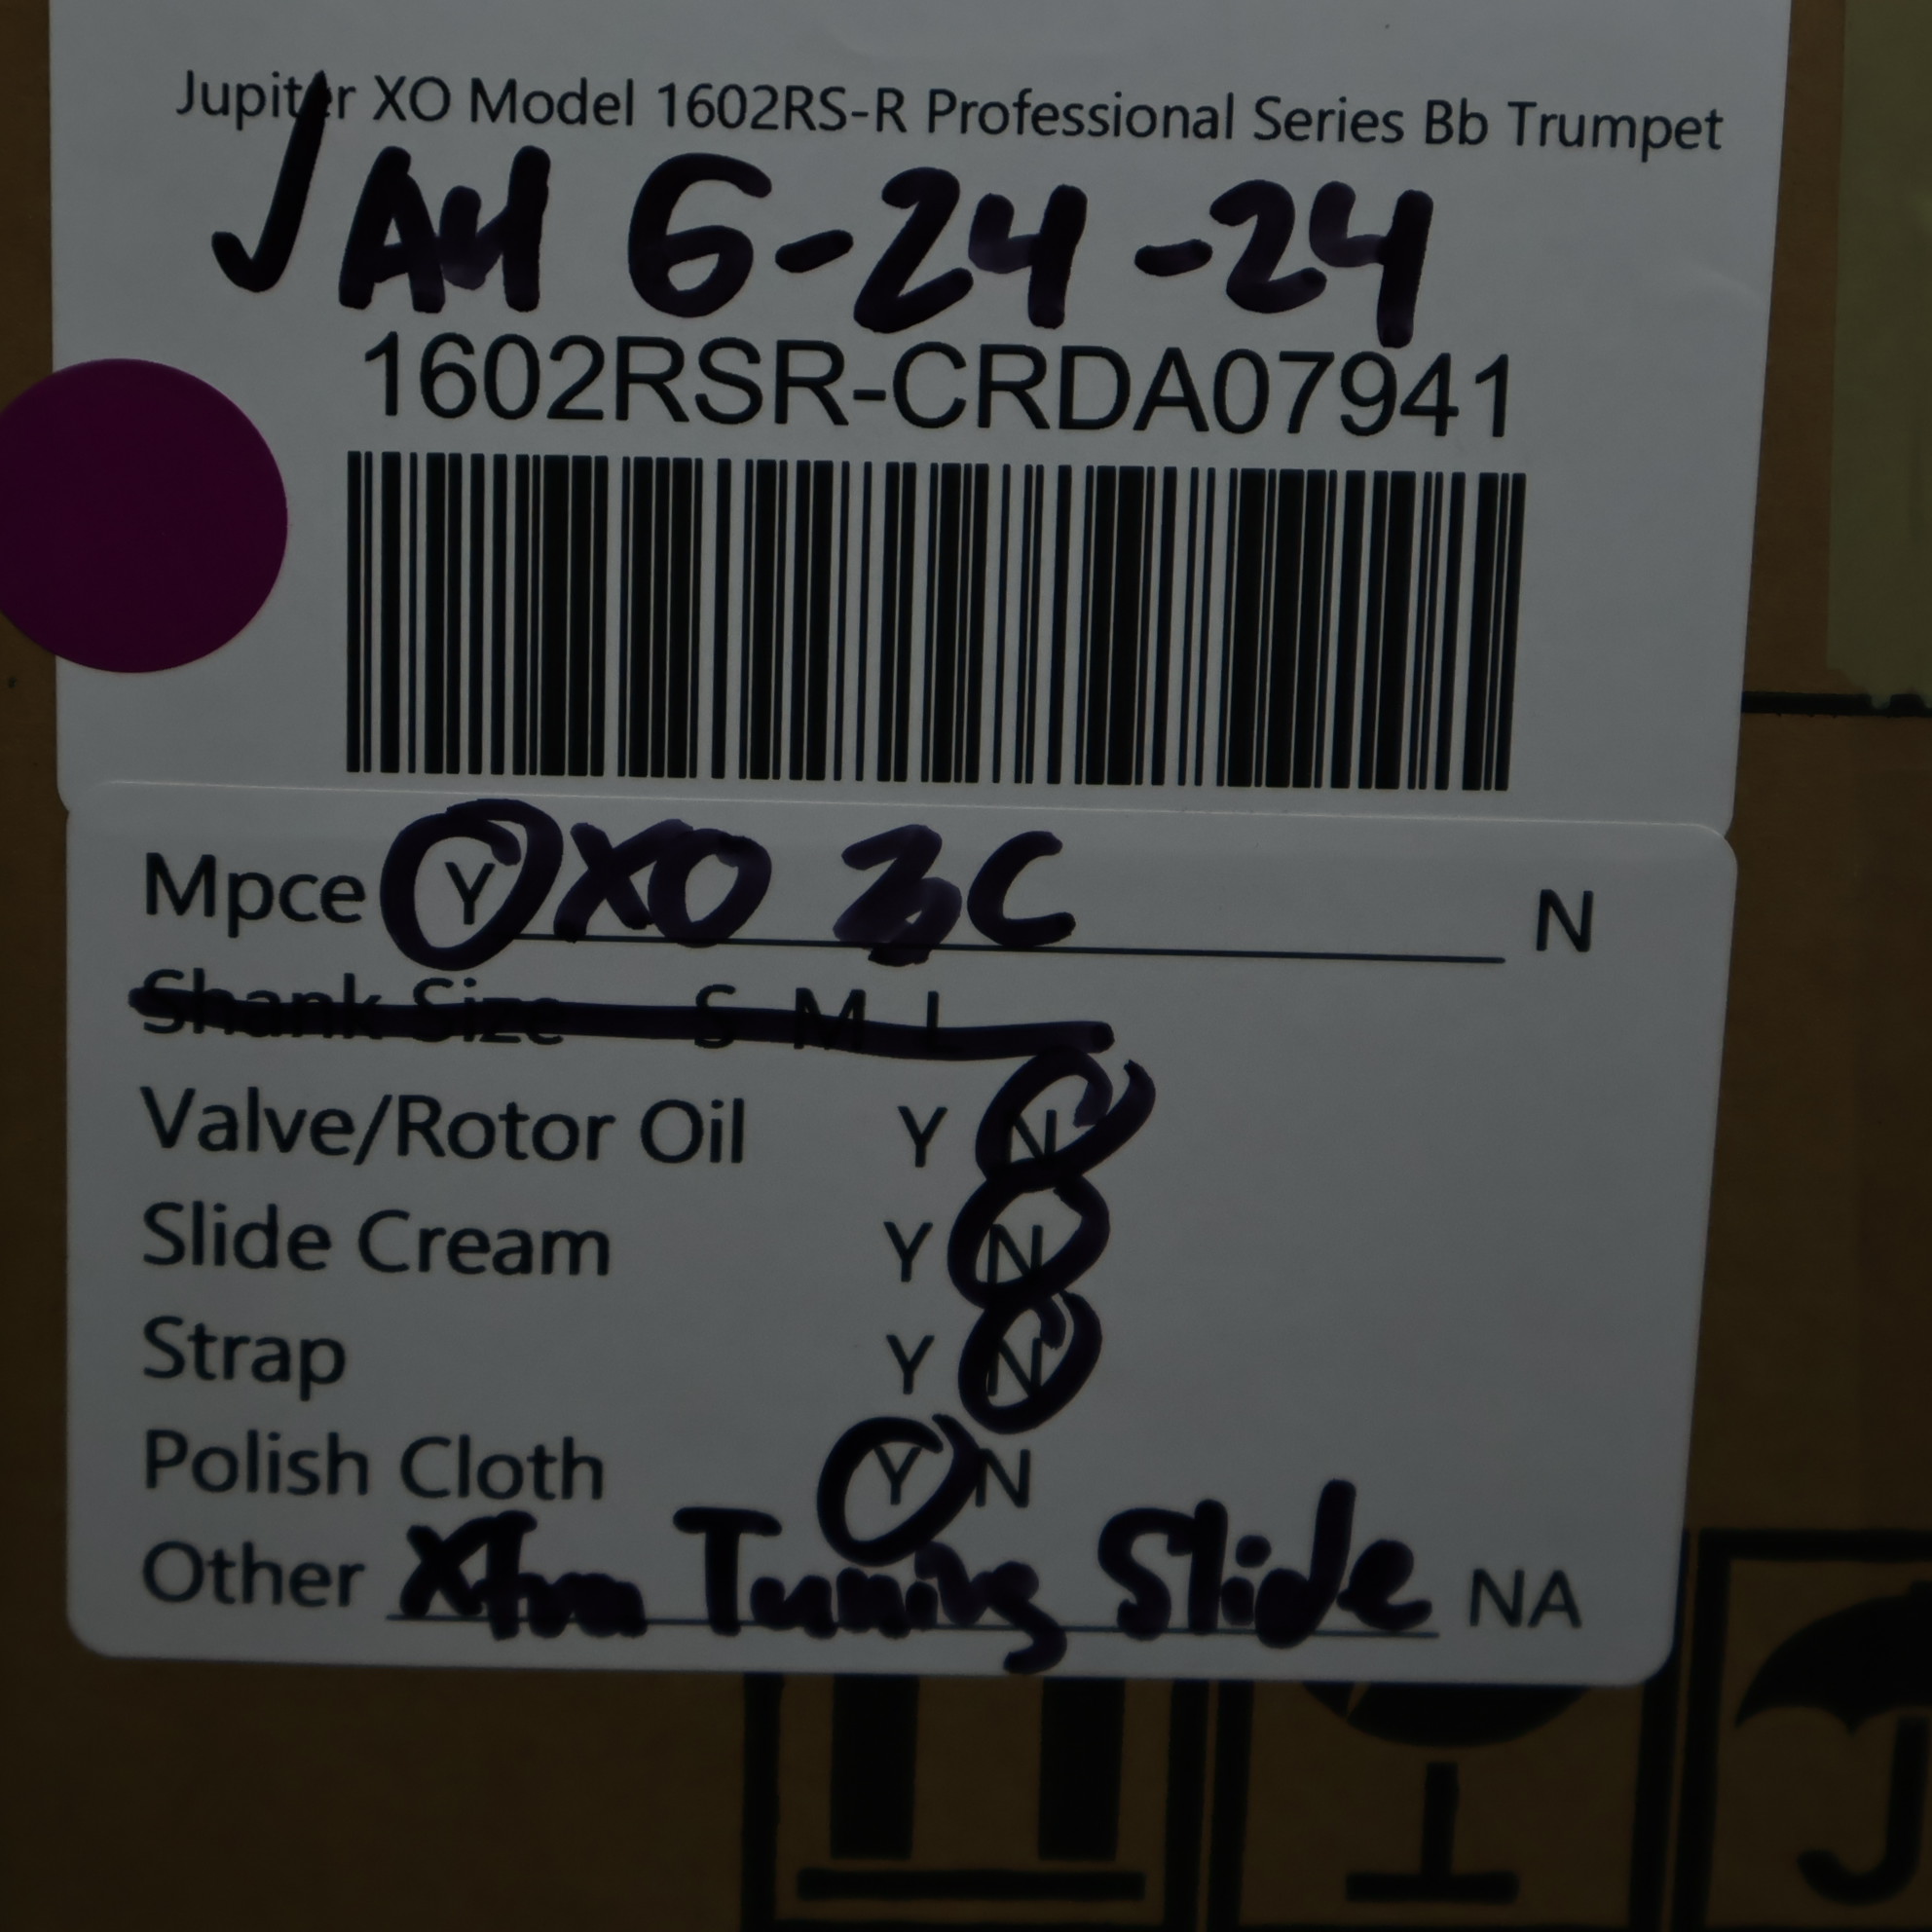 Jupiter XO Model 1602RS-R Professional Series Bb Trumpet
6-24-24
1602RSR-CRDA07941
Mpce Y XO 3C N
Shank Size S M L
Valve/Rotor Oil Y N
Slide Cream Y N
Strap Y N
Polish Cloth Y N
Other Xtra Tuning Slide NA